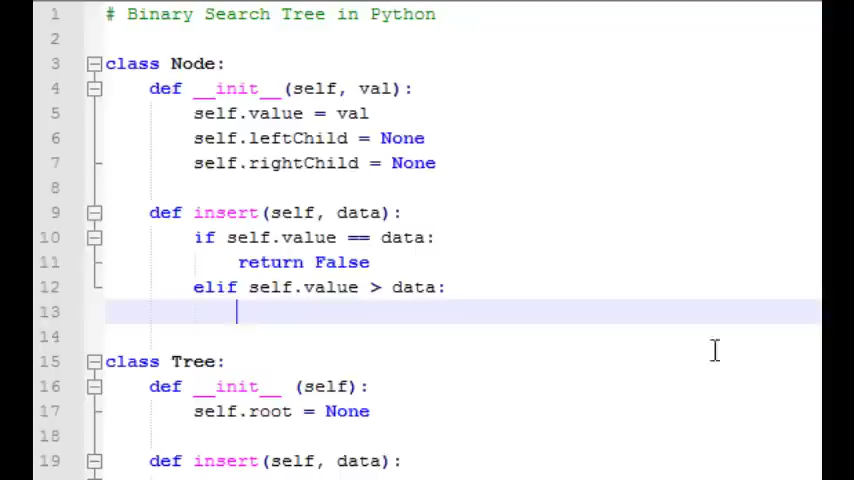 1 # Binary Search Tree in Python
2
3 class Node:
4 def __init__(self, val):
5 self.value = val
6 self.leftChild = None
7 self.rightChild = None
8
9 def insert(self, data):
10 if self.value == data:
11 return False
12 elif self.value > data:
13
14
15 class Tree:
16 def __init__ (self):
17 self.root = None
18
19 def insert(self, data):